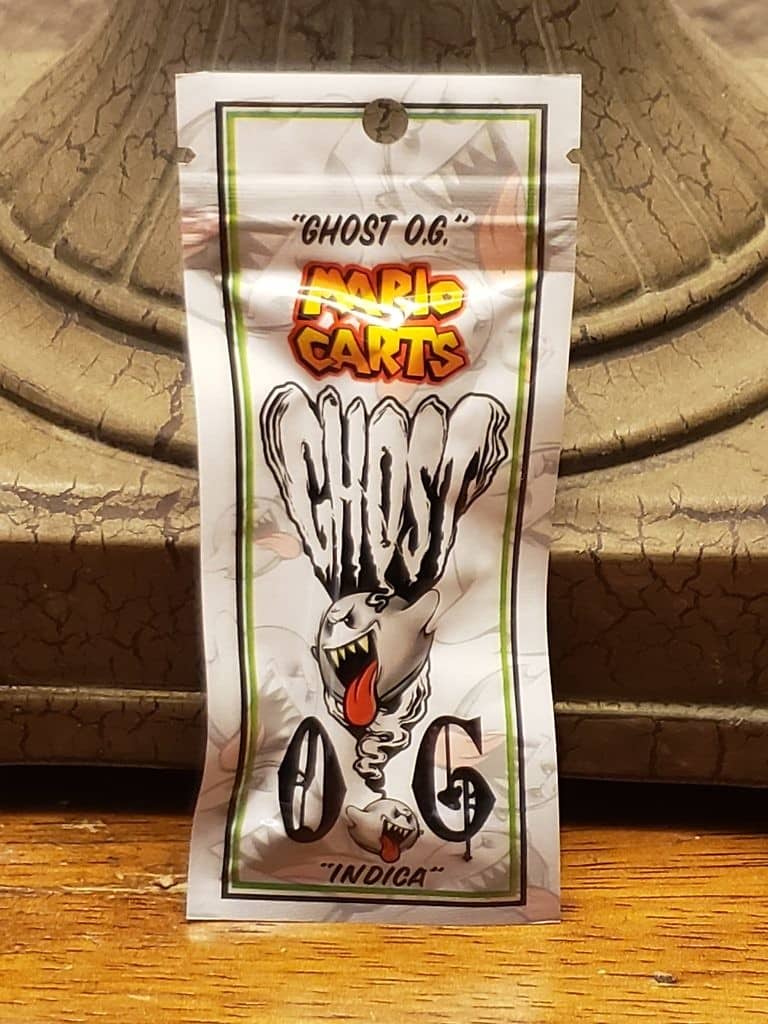 "GHOST O.G."
MARIO
CARTS
GHOST
O G
"INDICA"